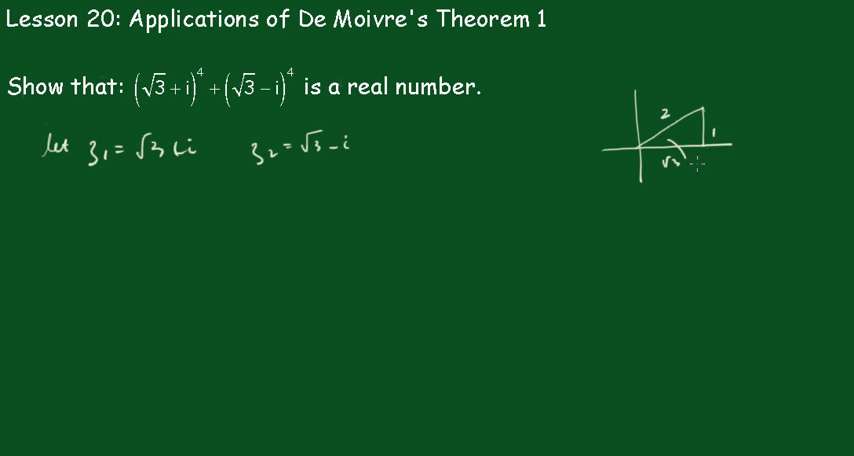 Lesson 20: Applications of De Moivre's Theorem 1
Show that: (√3 + i)⁴ + (√3 − i)⁴ is a real number.
let z₁ = √3 + i z₂ = √3 − i
2
1
√3